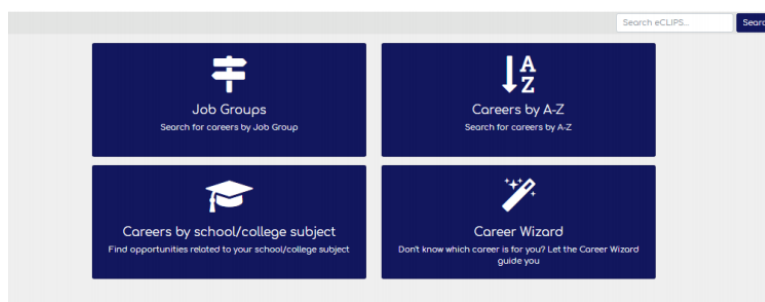 Search eCLIPS...
Job Groups
Search for careers by Job Group
A
Z
Careers by A-Z
Search for careers by A-Z
Careers by school/college subject
Find opportunities related to your school/college subject
Career Wizard
Don't know which career is for you? Let the Career Wizard
guide you